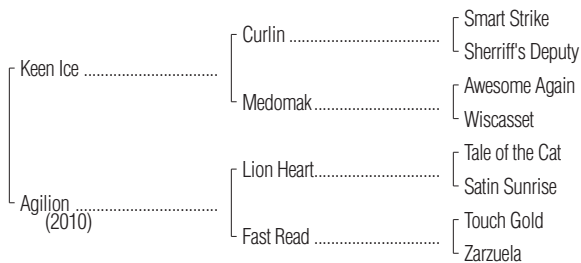 Smart Strike
Curlin ..........................................
Sherriff's Deputy
Keen Ice .....................................
Awesome Again
Medomak ...................................
Wiscasset
Tale of the Cat
Lion Heart...................................
Satin Sunrise
Agilion .......................................
(2010)
Touch Gold
Fast Read ...................................
Zarzuela